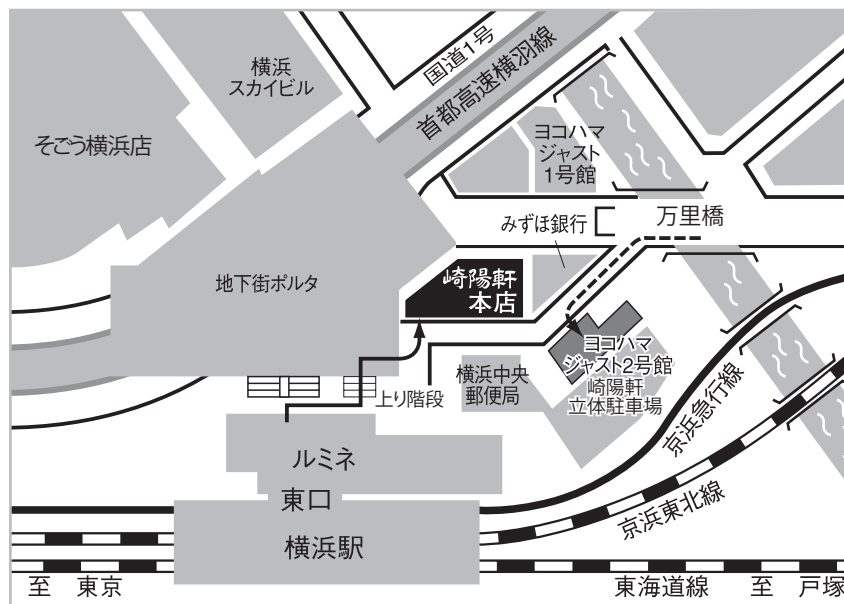 国道1号
横浜
スカイビル
首都高速横羽線
そごう横浜店
ヨコハマ
ジャスト
1号館
みずほ銀行
万里橋
地下街ポルタ
崎陽軒
本店
ヨコハマ
ジャスト2号館
崎陽軒
立体駐車場
横浜中央
郵便局
上り階段
京浜急行線
ルミネ
東口
京浜東北線
横浜駅
至 東京
東海道線 至 戸塚